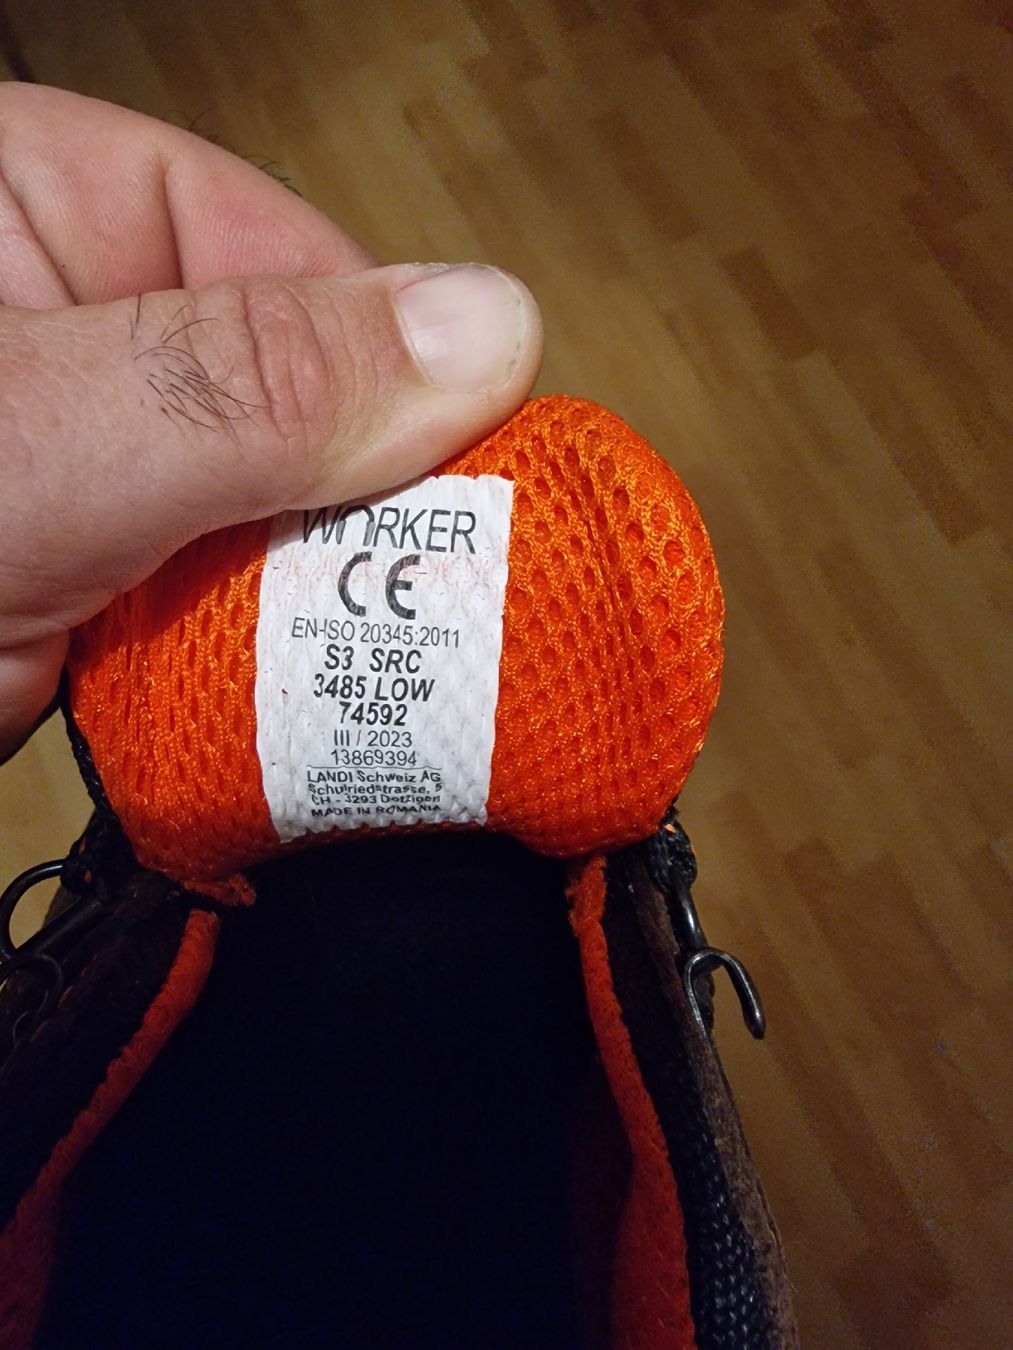 WORKER
CE
EN-ISO 20345:2011
S3 SRC
3485 LOW
74592
III / 2023
13869394
LANDI Schweiz AG
Schulriedstrasse, 5
CH - 3293 Dotzigen
MADE IN ROMANIA